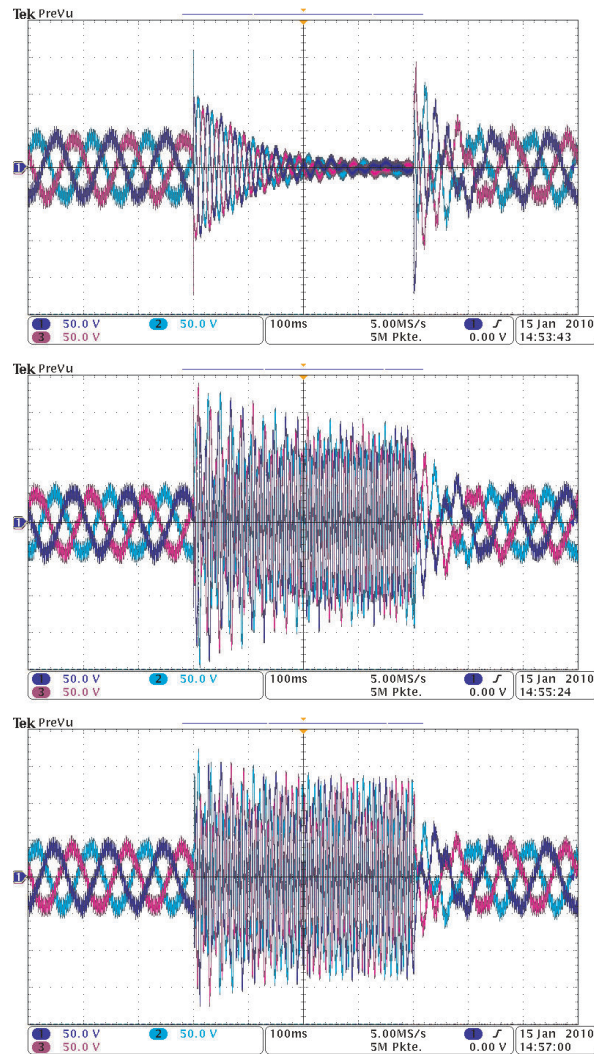 Tek PreVu
1
1 50.0 V 2 50.0 V 100ms 5.00MS/s 1 15 Jan 2010
3 50.0 V 5M Pkte. 0.00 V 14:53:43
Tek PreVu
1
1 50.0 V 2 50.0 V 100ms 5.00MS/s 1 15 Jan 2010
3 50.0 V 5M Pkte. 0.00 V 14:55:24
Tek PreVu
1
1 50.0 V 2 50.0 V 100ms 5.00MS/s 1 15 Jan 2010
3 50.0 V 5M Pkte. 0.00 V 14:57:00